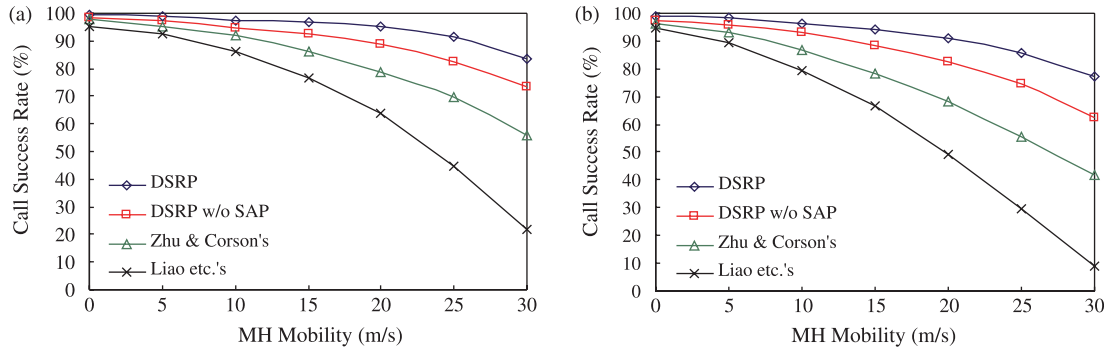 (a)
Call Success Rate (%)
100
90
80
70
60
50
40
30
20
10
0
DSRP
DSRP w/o SAP
Zhu & Corson's
Liao etc.'s
0 5 10 15 20 25 30
MH Mobility (m/s)
(b)
Call Success Rate (%)
100
90
80
70
60
50
40
30
20
10
0
DSRP
DSRP w/o SAP
Zhu & Corson's
Liao etc.'s
0 5 10 15 20 25 30
MH Mobility (m/s)